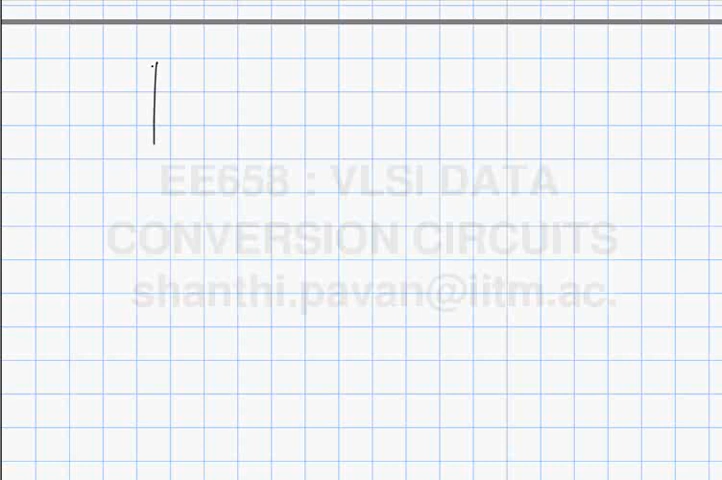 EE658 : VLSI DATA
CONVERSION CIRCUITS
shanthi.pavan@iitm.ac.